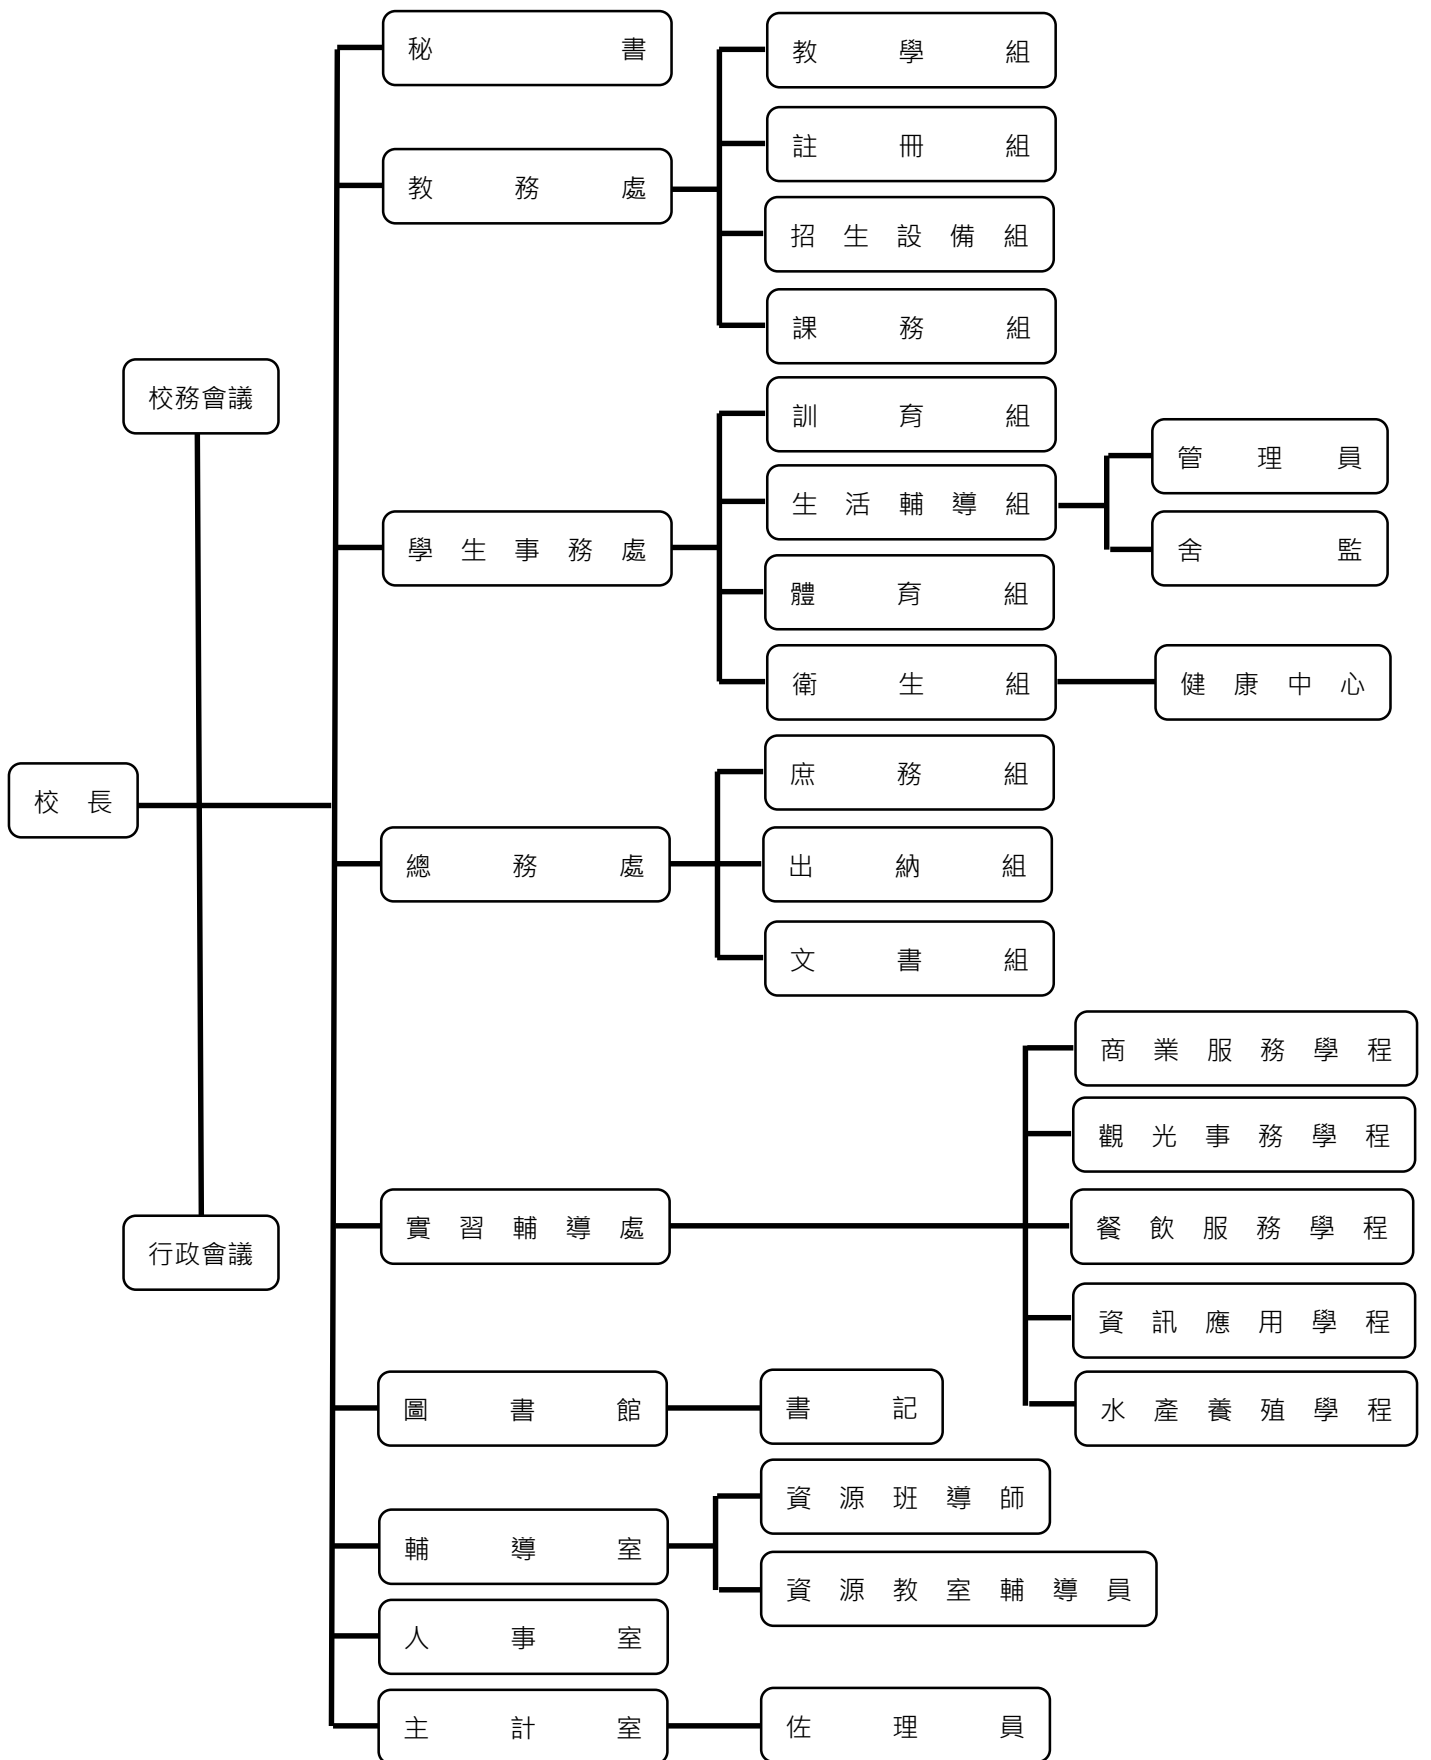 校長
校務會議
行政會議
秘書
教務處
教學組
註冊組
招生設備組
課務組
學生事務處
訓育組
生活輔導組
管理員
舍監
體育組
衛生組
健康中心
總務處
庶務組
出納組
文書組
實習輔導處
商業服務學程
觀光事務學程
餐飲服務學程
資訊應用學程
水產養殖學程
圖書館
書記
輔導室
資源班導師
資源教室輔導員
人事室
主計室
佐理員